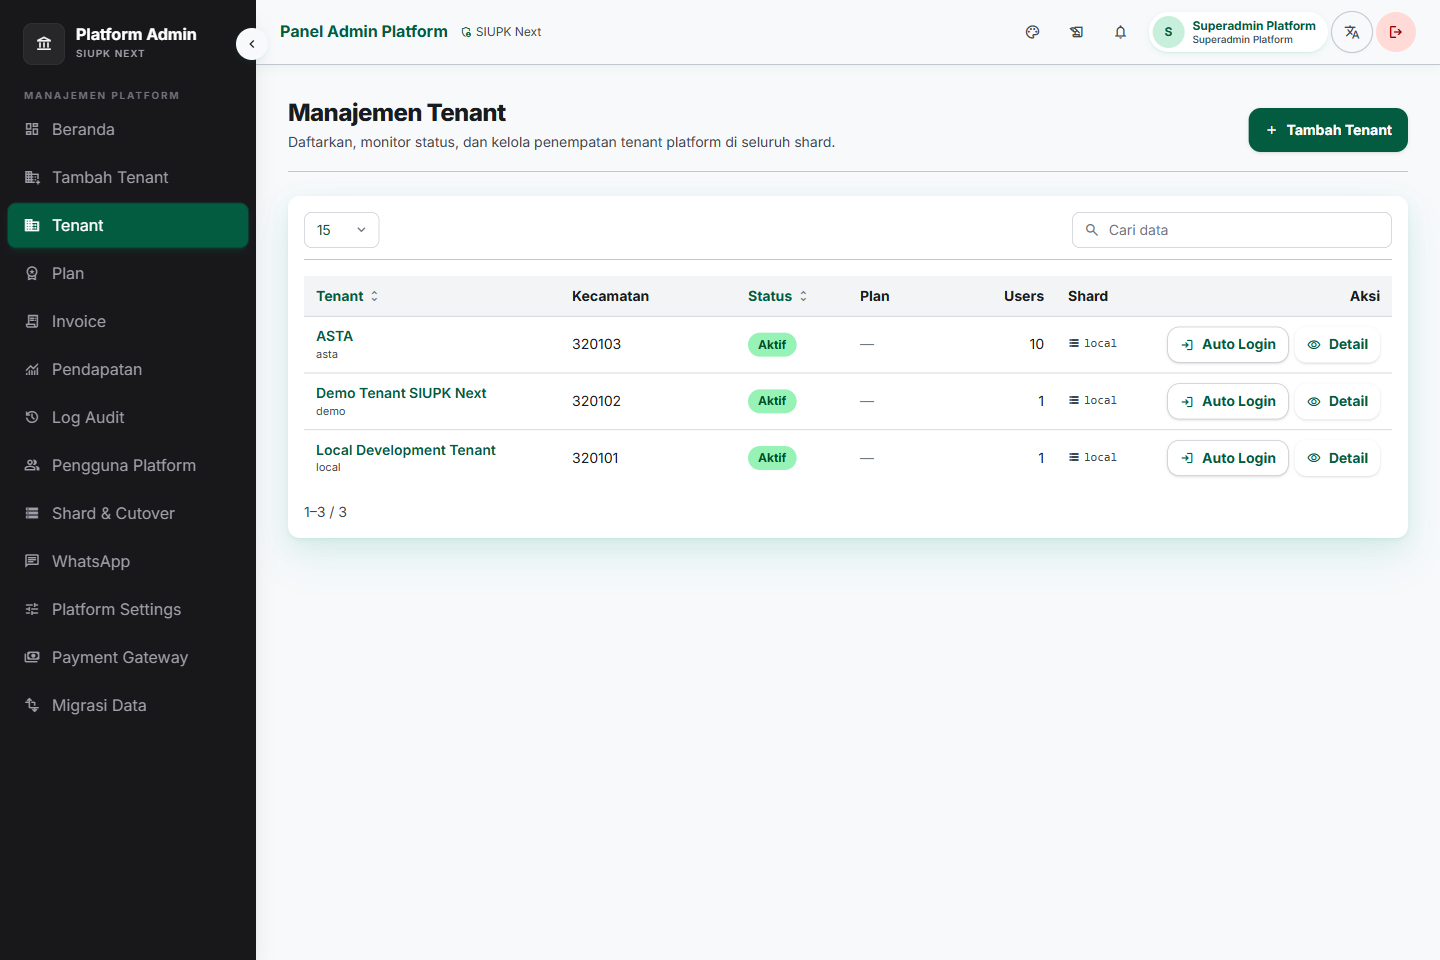 Platform Admin
SIUPK NEXT
MANAJEMEN PLATFORM
Beranda
Tambah Tenant
Tenant
Plan
Invoice
Pendapatan
Log Audit
Pengguna Platform
Shard & Cutover
WhatsApp
Platform Settings
Payment Gateway
Migrasi Data
Panel Admin Platform SIUPK Next
S Superadmin Platform
Superadmin Platform
Manajemen Tenant
Daftarkan, monitor status, dan kelola penempatan tenant platform di seluruh shard.
+ Tambah Tenant
15 Cari data
Tenant Kecamatan Status Plan Users Shard Aksi
ASTA 320103 Aktif — 10 local Auto Login Detail
asta
Demo Tenant SIUPK Next 320102 Aktif — 1 local Auto Login Detail
demo
Local Development Tenant 320101 Aktif — 1 local Auto Login Detail
local
1–3 / 3